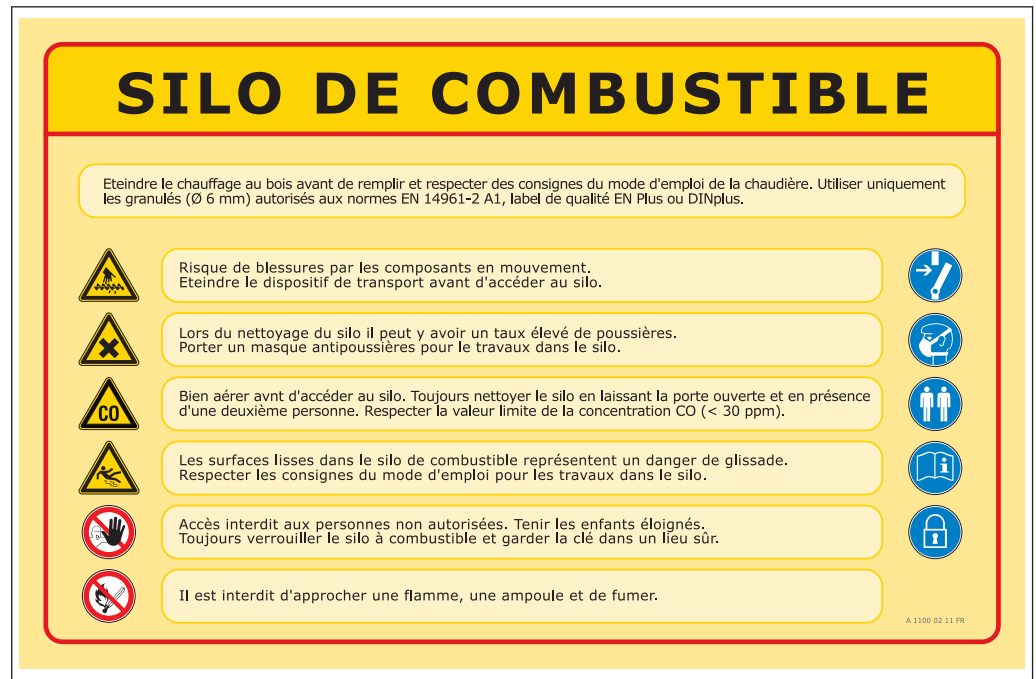 SILO DE COMBUSTIBLE
Eteindre le chauffage au bois avant de remplir et respecter des consignes du mode d'emploi de la chaudière. Utiliser uniquement
les granulés (Ø 6 mm) autorisés aux normes EN 14961-2 A1, label de qualité EN Plus ou DINplus.
Risque de blessures par les composants en mouvement.
Eteindre le dispositif de transport avant d'accéder au silo.
Lors du nettoyage du silo il peut y avoir un taux élevé de poussières.
Porter un masque antipoussières pour le travaux dans le silo.
CO
Bien aérer avnt d'accéder au silo. Toujours nettoyer le silo en laissant la porte ouverte et en présence
d'une deuxième personne. Respecter la valeur limite de la concentration CO (< 30 ppm).
Les surfaces lisses dans le silo de combustible représentent un danger de glissade.
Respecter les consignes du mode d'emploi pour les travaux dans le silo.
i
Accès interdit aux personnes non autorisées. Tenir les enfants éloignés.
Toujours verrouiller le silo à combustible et garder la clé dans un lieu sûr.
Il est interdit d'approcher une flamme, une ampoule et de fumer.
A 1100 02 11 FR